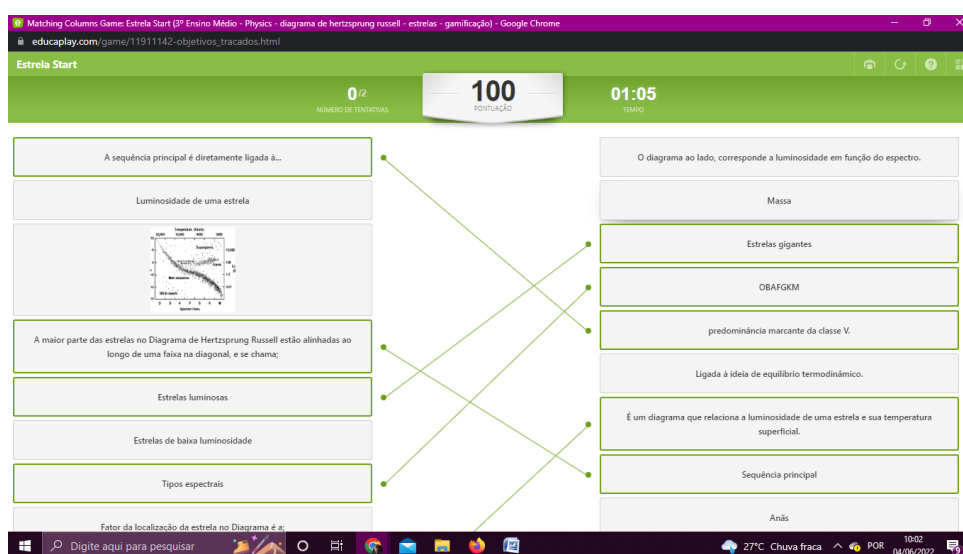 Matching Columns Game: Estrela Start (3º Ensino Médio - Physics - diagrama de hertzsprung russell - estrelas - gamificação) - Google Chrome
educaplay.com/game/11911142-objetivos_tracados.html
Estrela Start
0/2
NÚMERO DE TENTATIVAS
100
PONTUAÇÃO
01:05
TEMPO
A sequência principal é diretamente ligada à...
Luminosidade de uma estrela
Supergiants
Main sequence
Spectral Class
A maior parte das estrelas no Diagrama de Hertzsprung Russell estão alinhadas ao
longo de uma faixa na diagonal, e se chama;
Estrelas luminosas
Estrelas de baixa luminosidade
Tipos espectrais
Fator da localização da estrela no Diagrama é a;
O diagrama ao lado, corresponde a luminosidade em função do espectro.
Massa
Estrelas gigantes
OBAFGKM
predominância marcante da classe V.
Ligada á ideia de equilíbrio termodinâmico.
É um diagrama que relaciona a luminosidade de uma estrela e sua temperatura
superficial.
Sequência principal
Anãs
Digite aqui para pesquisar
27°C Chuva fraca
POR
10:02
04/06/2022